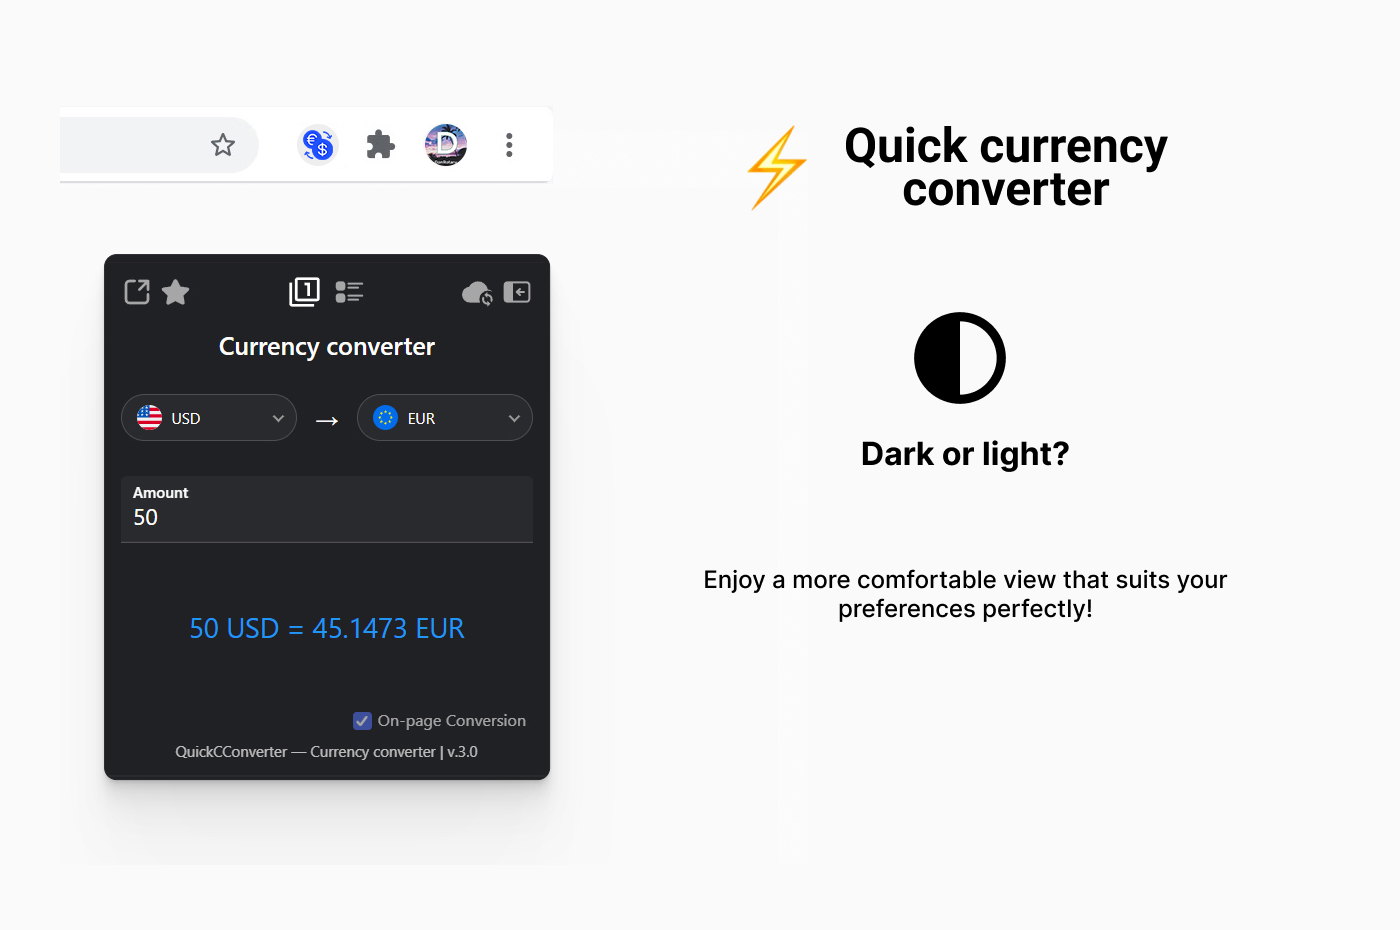 Quick currency
converter
D
1
Currency converter
USD → EUR
Amount
50
50 USD = 45.1473 EUR
On-page Conversion
QuickCConverter — Currency converter | v.3.0
Dark or light?
Enjoy a more comfortable view that suits your
preferences perfectly!